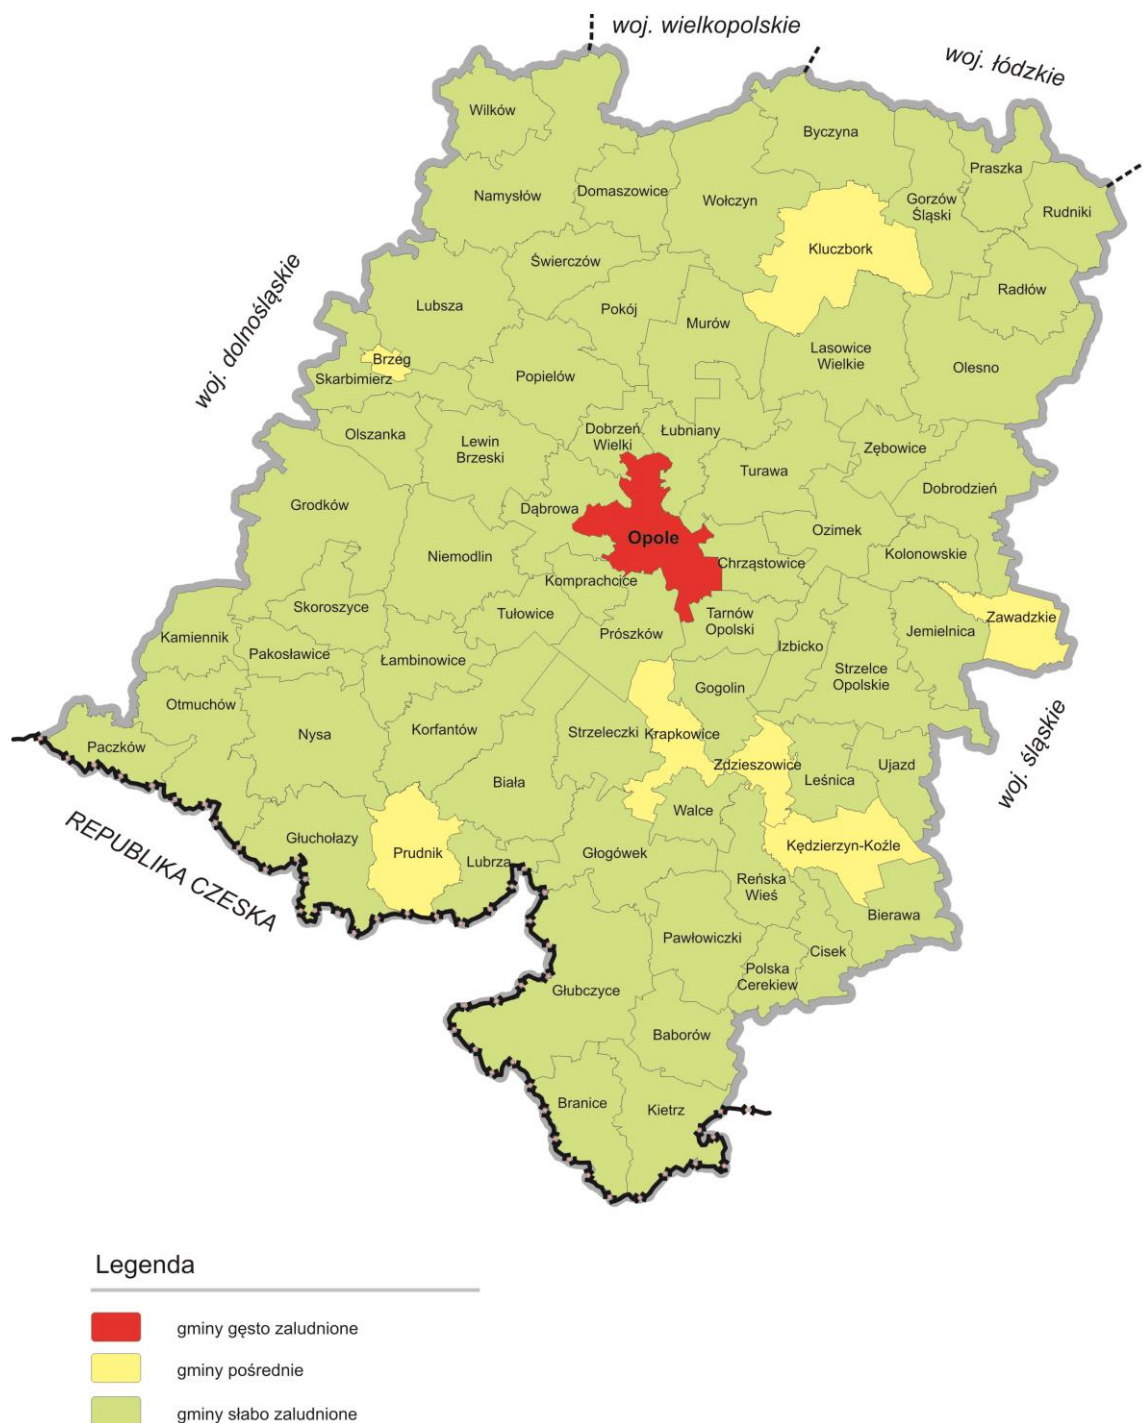 woj. wielkopolskie
woj. łódzkie
Wilków
Byczyna
Praszka
Namysłów
Domaszowice
Wołczyn
Gorzów
Śląski
Rudniki
Kluczbork
Świerczów
Radłów
woj. dolnośląskie
Lubsza
Pokój
Murów
Lasowice
Wielkie
Olesno
Brzeg
Skarbimierz
Popielów
Olszanka
Lewin
Brzeski
Dobrzeń
Wielki
Łubniany
Zębowice
Turawa
Dobrodzień
Grodków
Dąbrowa
Ozimek
Opole
Niemodlin
Kolonowskie
Chrząstowice
Komprachcice
Skoroszyce
Tułowice
Tarnów
Opolski
Zawadzkie
Kamiennik
Prószków
Jemielnica
Izbicko
Pakosławice
Łambinowice
Strzelce
Opolskie
Gogolin
Otmuchów
Nysa
Korfantów
Strzeleczki
Krapkowice
woj. śląskie
Paczków
Zdzieszowice
Ujazd
Leśnica
Biała
Walce
REPUBLIKA CZESKA
Głuchołazy
Prudnik
Lubrza
Głogówek
Kędzierzyn-Koźle
Reńska
Wieś
Bierawa
Pawłowiczki
Cisek
Polska
Cerekiew
Głubczyce
Baborów
Branice
Kietrz
Legenda
gminy gęsto zaludnione
gminy pośrednie
gminy słabo zaludnione